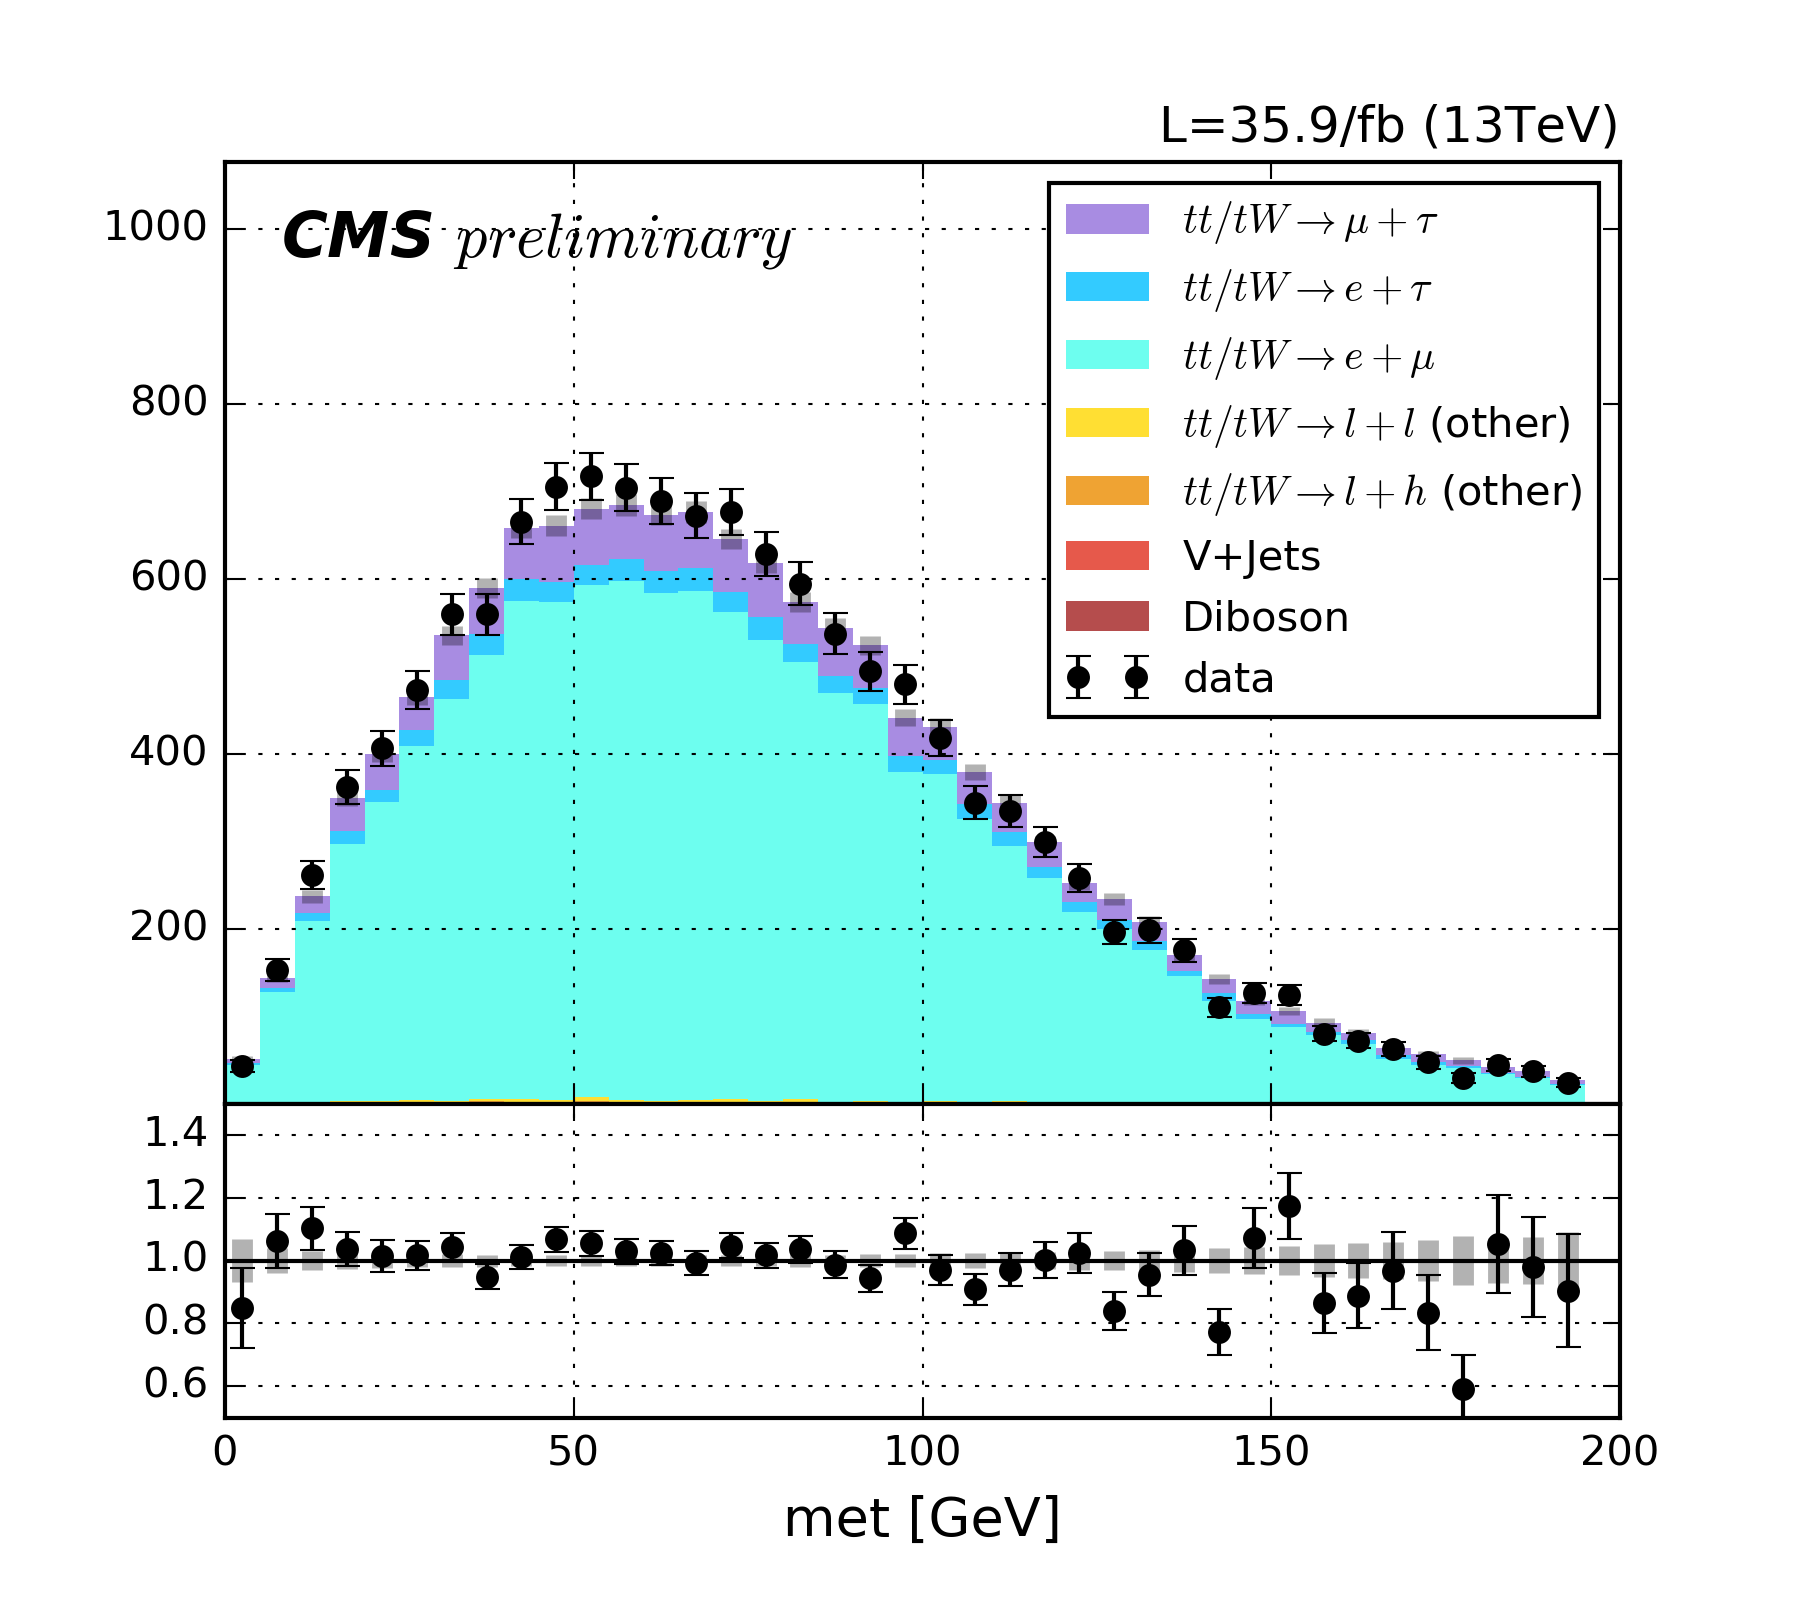 L=35.9/fb (13TeV)
CMS preliminary
1000
800
600
400
200
tt/tW → μ + τ
tt/tW → e + τ
tt/tW → e + μ
tt/tW → l + l (other)
tt/tW → l + h (other)
V+Jets
Diboson
data
1.4
1.2
1.0
0.8
0.6
0 50 100 150 200
met [GeV]